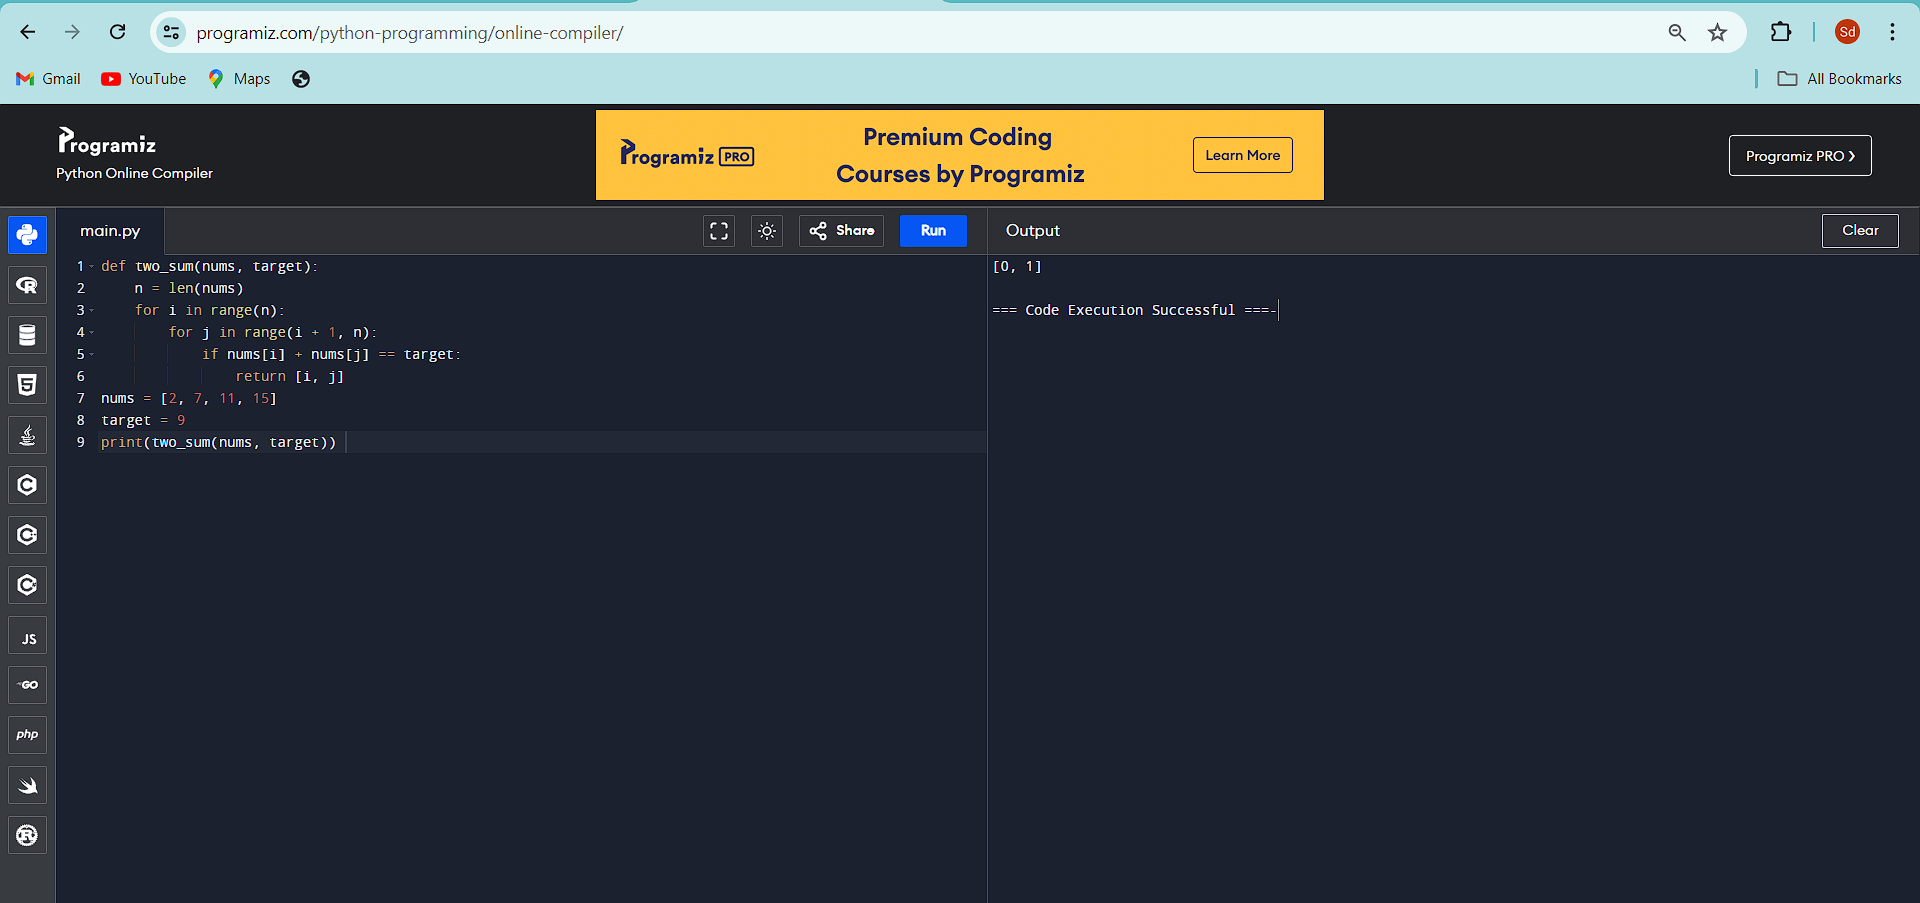 programiz.com/python-programming/online-compiler/
Sd
Gmail
YouTube
Maps
All Bookmarks
Programiz
Python Online Compiler
Programiz PRO
Premium Coding
Courses by Programiz
Learn More
Programiz PRO ❯
main.py
Share
Run
1 def two_sum(nums, target):
2     n = len(nums)
3     for i in range(n):
4         for j in range(i + 1, n):
5             if nums[i] + nums[j] == target:
6                 return [i, j]
7 nums = [2, 7, 11, 15]
8 target = 9
9 print(two_sum(nums, target))
Output
Clear
[0, 1]
=== Code Execution Successful ===-
R
5
C
C
C
JS
GO
php
R